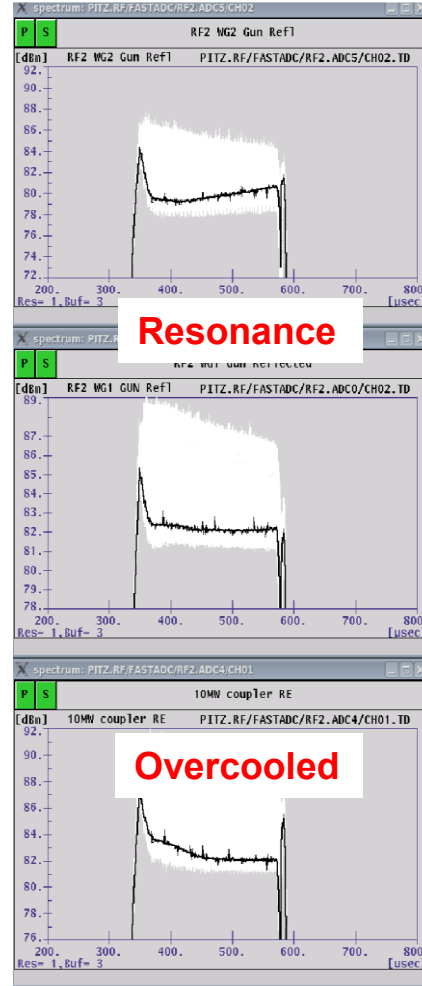 X spectrum: PITZ.RF/FASTADC/RF2.ADC5/CH02
P S RF2 WG2 Gun Refl
[dBm] RF2 WG2 Gun Refl PITZ.RF/FASTADC/RF2.ADC5/CH02.TD
92.
90.
88.
86.
84.
82.
80.
78.
76.
74.
72.
200. 300. 400. 500. 600. 700. 800
Res= 1,Buf= 3 [usec
Resonance
X spectrum: PITZ.R
P S RF2 WG1 Gun Reflected
[dBm] RF2 WG1 GUN Refl PITZ.RF/FASTADC/RF2.ADC0/CH02.TD
89.
87.
86.
85.
84.
83.
82.
81.
80.
79.
78.
200. 300. 400. 500. 600. 700. 800
Res= 1,Buf= 3 [usec
X spectrum: PITZ.RF/FASTADC/RF2.ADC4/CH01
P S 10MW coupler RE
[dBm] 10MW coupler RE PITZ.RF/FASTADC/RF2.ADC4/CH01.TD
92.
90.
Overcooled
88.
86.
84.
82.
80.
78.
76.
200. 300. 400. 500. 600. 700. 800
Res= 1,Buf= 3 [usec